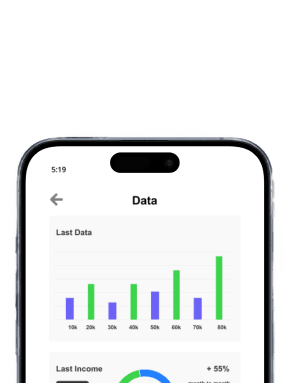 5:19
Data
Last Data
10k 20k 30k 40k 50k 60k 70k 80k
Last Income + 55%
month to month